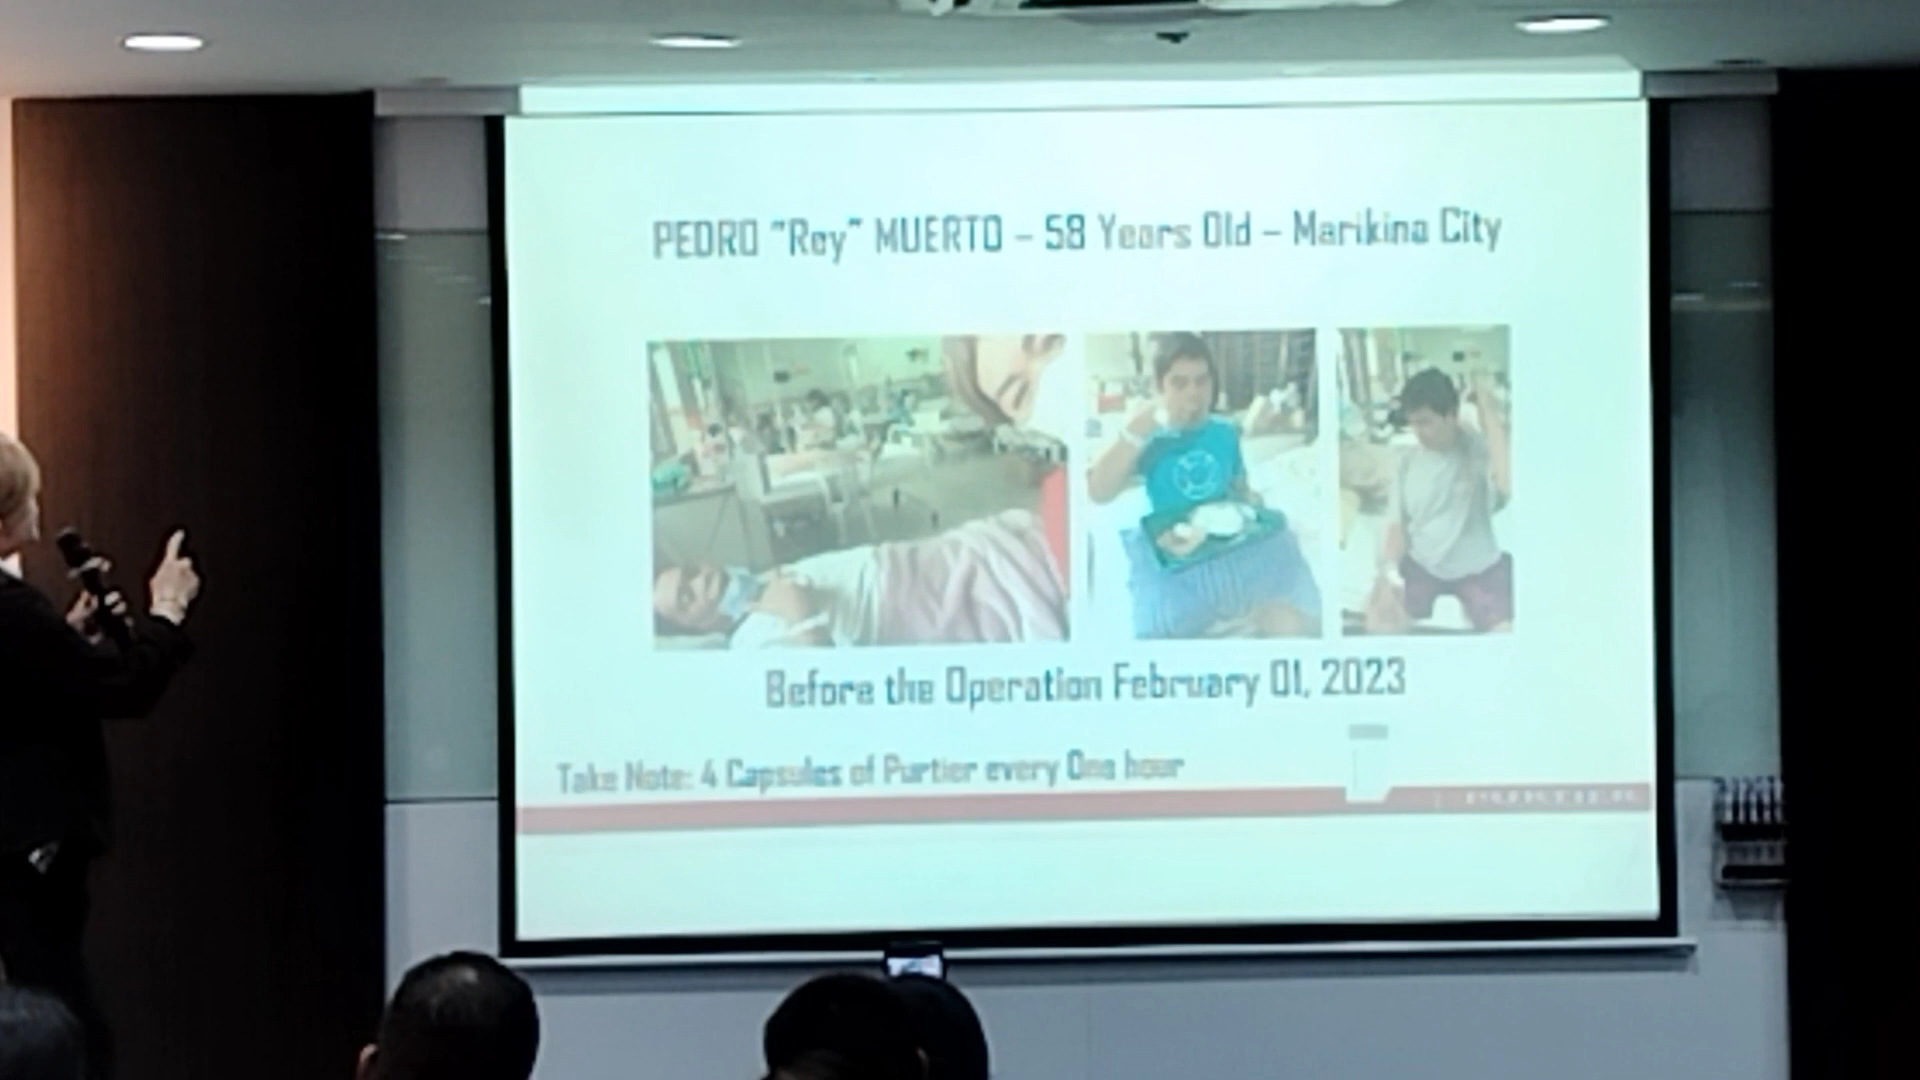 PEDRO "Rey" MUERTO – 58 Years Old – Marikina City
Before the Operation February 01, 2023
Take Note: 4 Capsules of Purtier every One hour